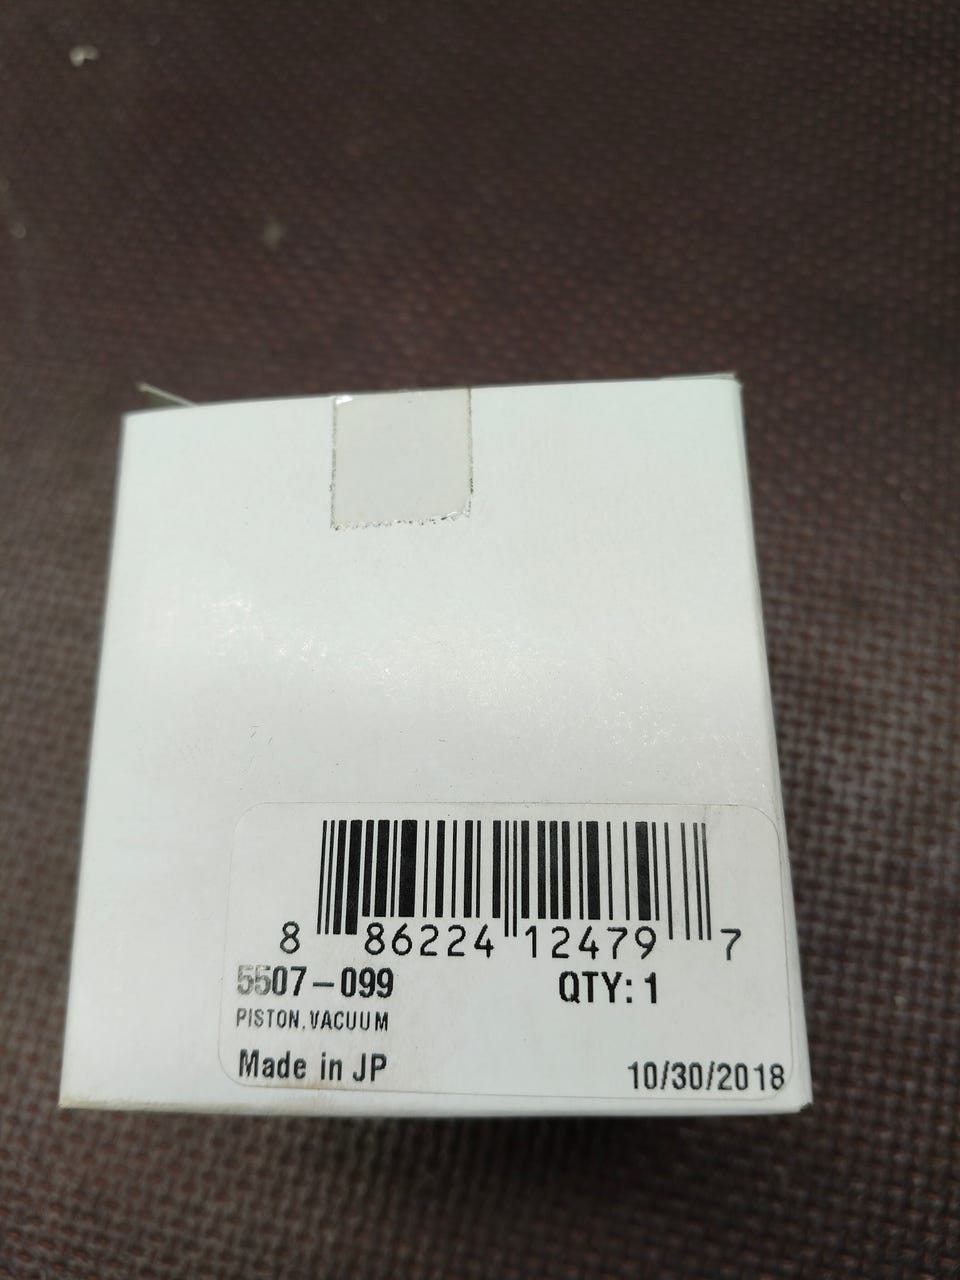 8 86224 12479 7
5507-099 QTY: 1
PISTON,VACUUM
Made in JP 10/30/2018